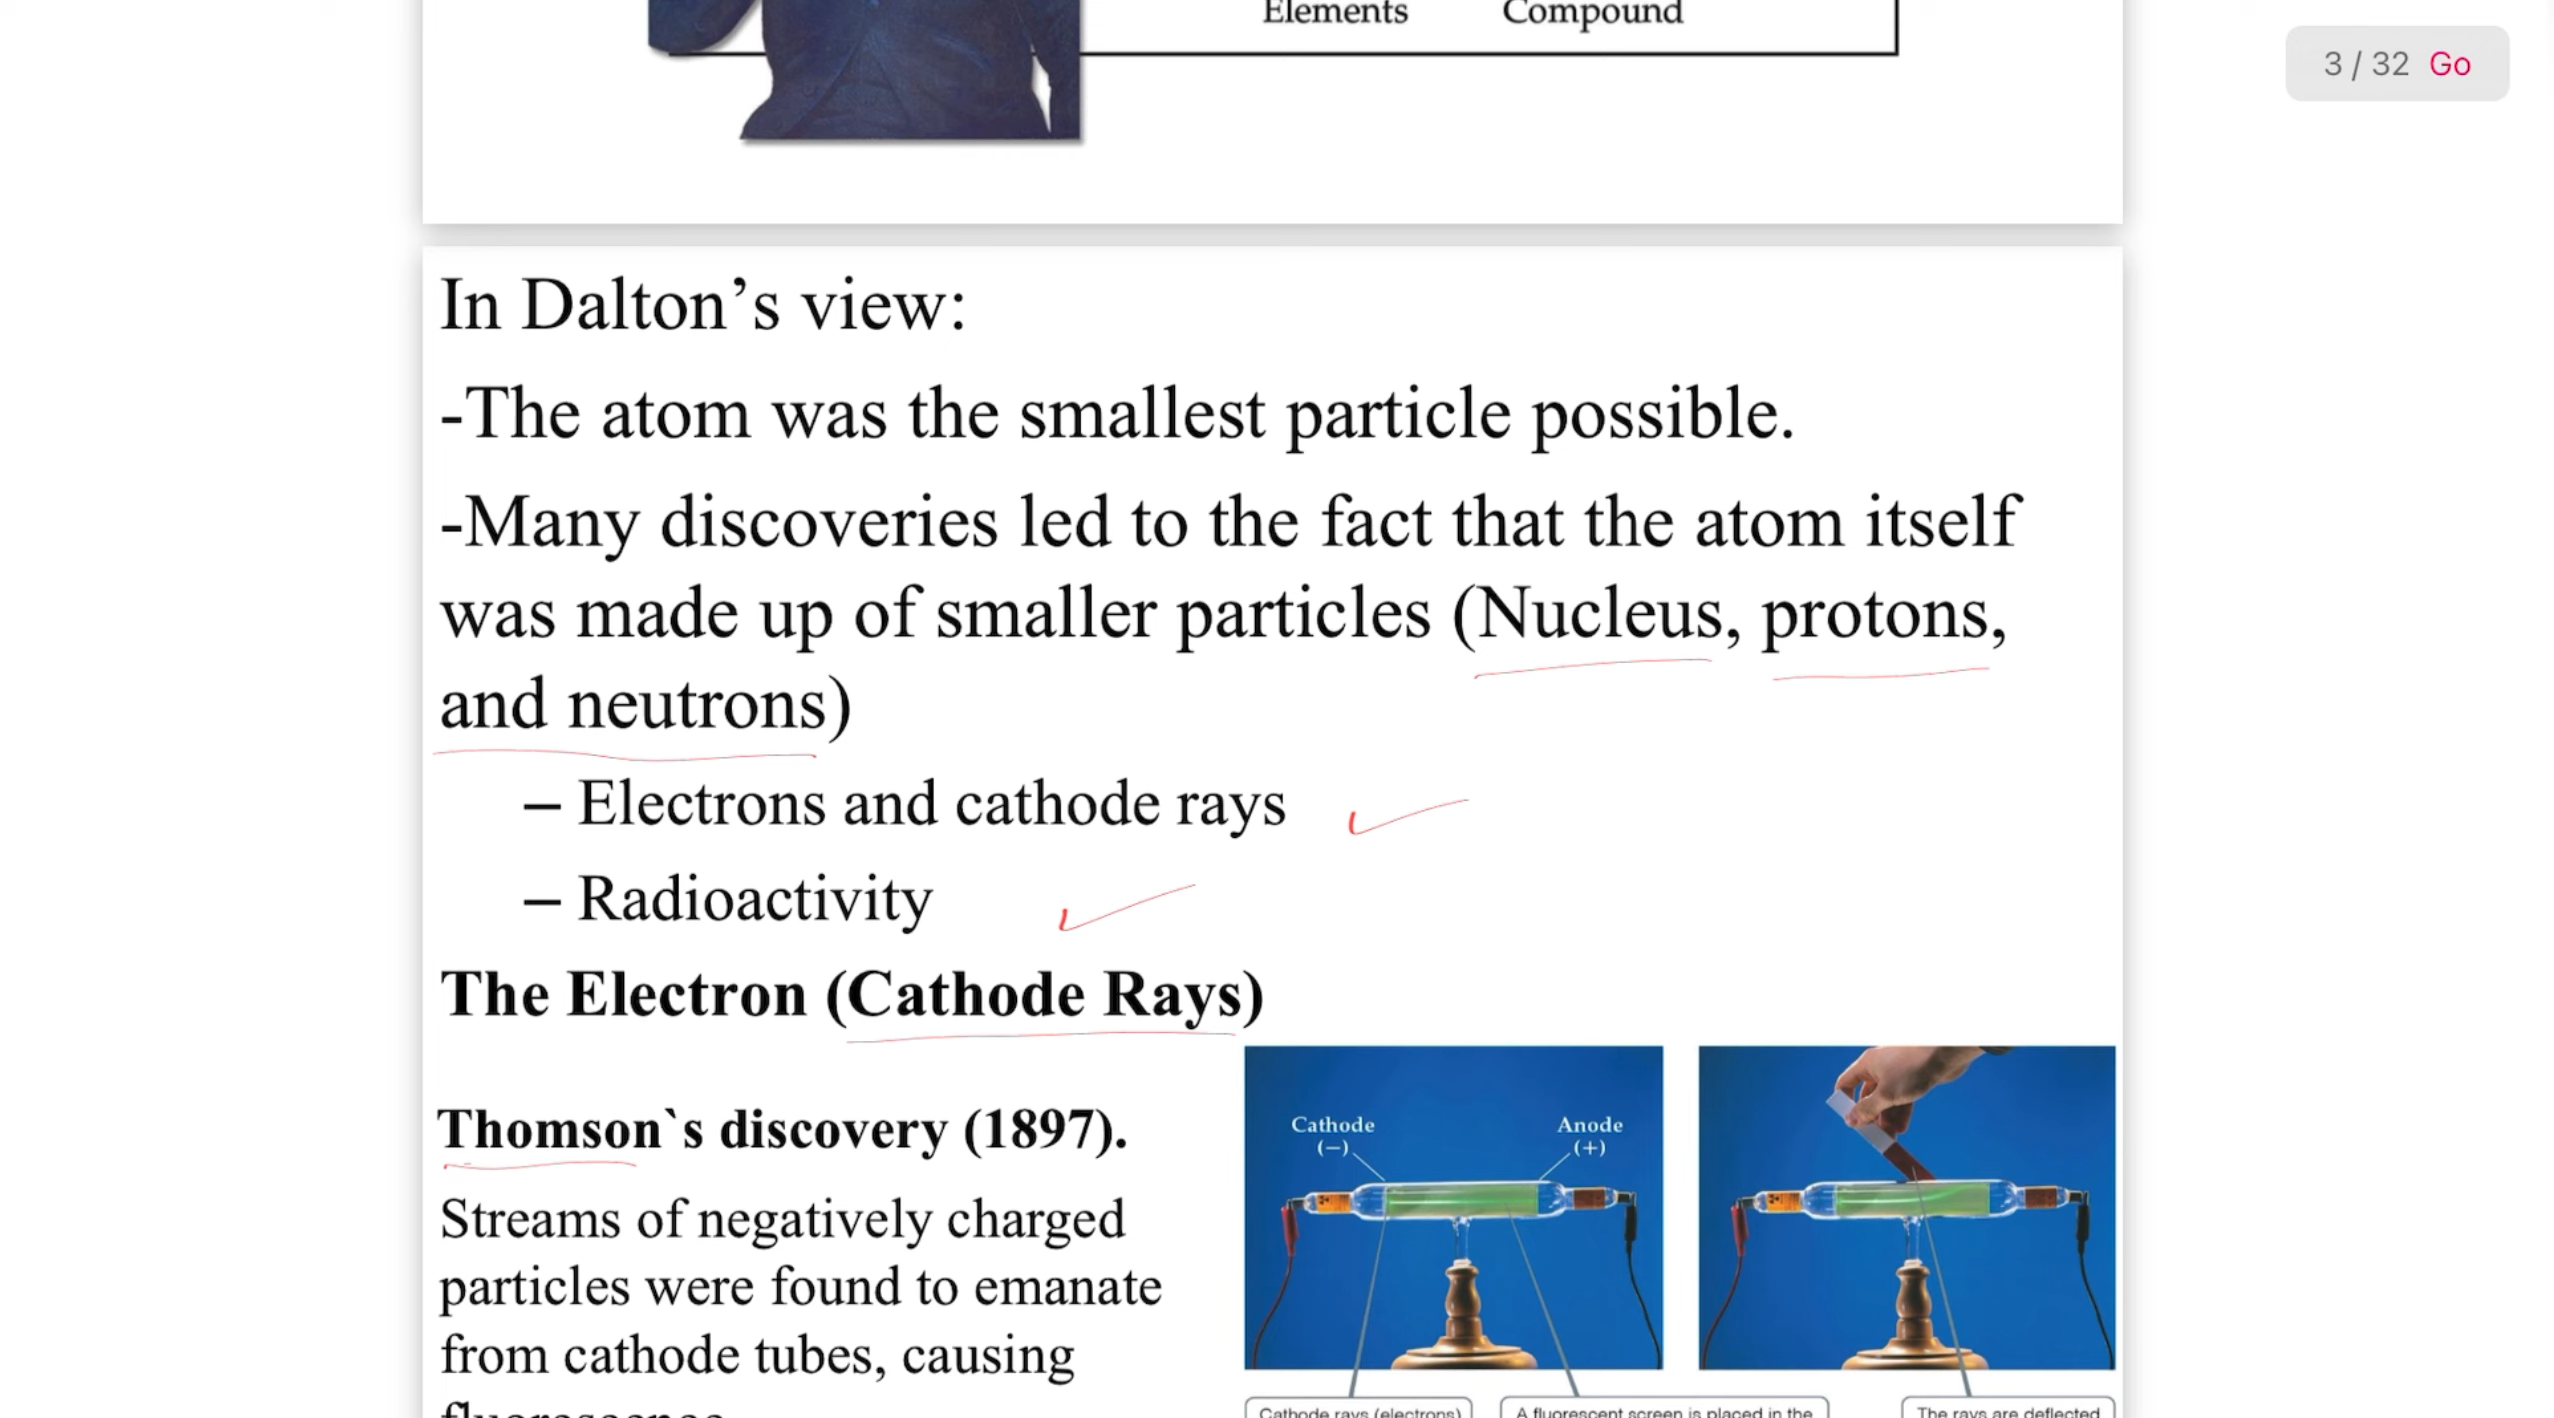 Elements Compound
3 / 32 Go
In Dalton’s view:
-The atom was the smallest particle possible.
-Many discoveries led to the fact that the atom itself
was made up of smaller particles (Nucleus, protons,
and neutrons)
– Electrons and cathode rays
– Radioactivity
The Electron (Cathode Rays)
Thomson`s discovery (1897).
Streams of negatively charged
particles were found to emanate
from cathode tubes, causing
Cathode
(–)
Anode
(+)
Cathode rays (electrons)
A fluorescent screen is placed in the
The rays are deflected